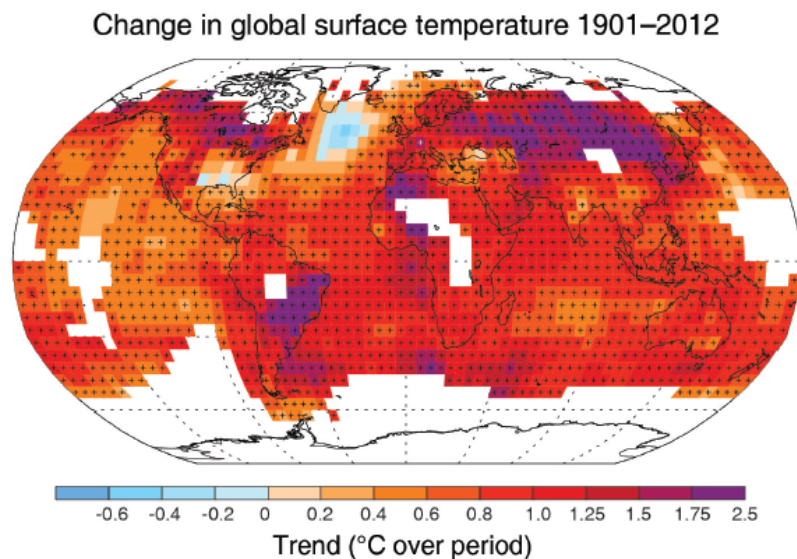 Change in global surface temperature 1901–2012
-0.6 -0.4 -0.2 0 0.2 0.4 0.6 0.8 1.0 1.25 1.5 1.75 2.5
Trend (°C over period)